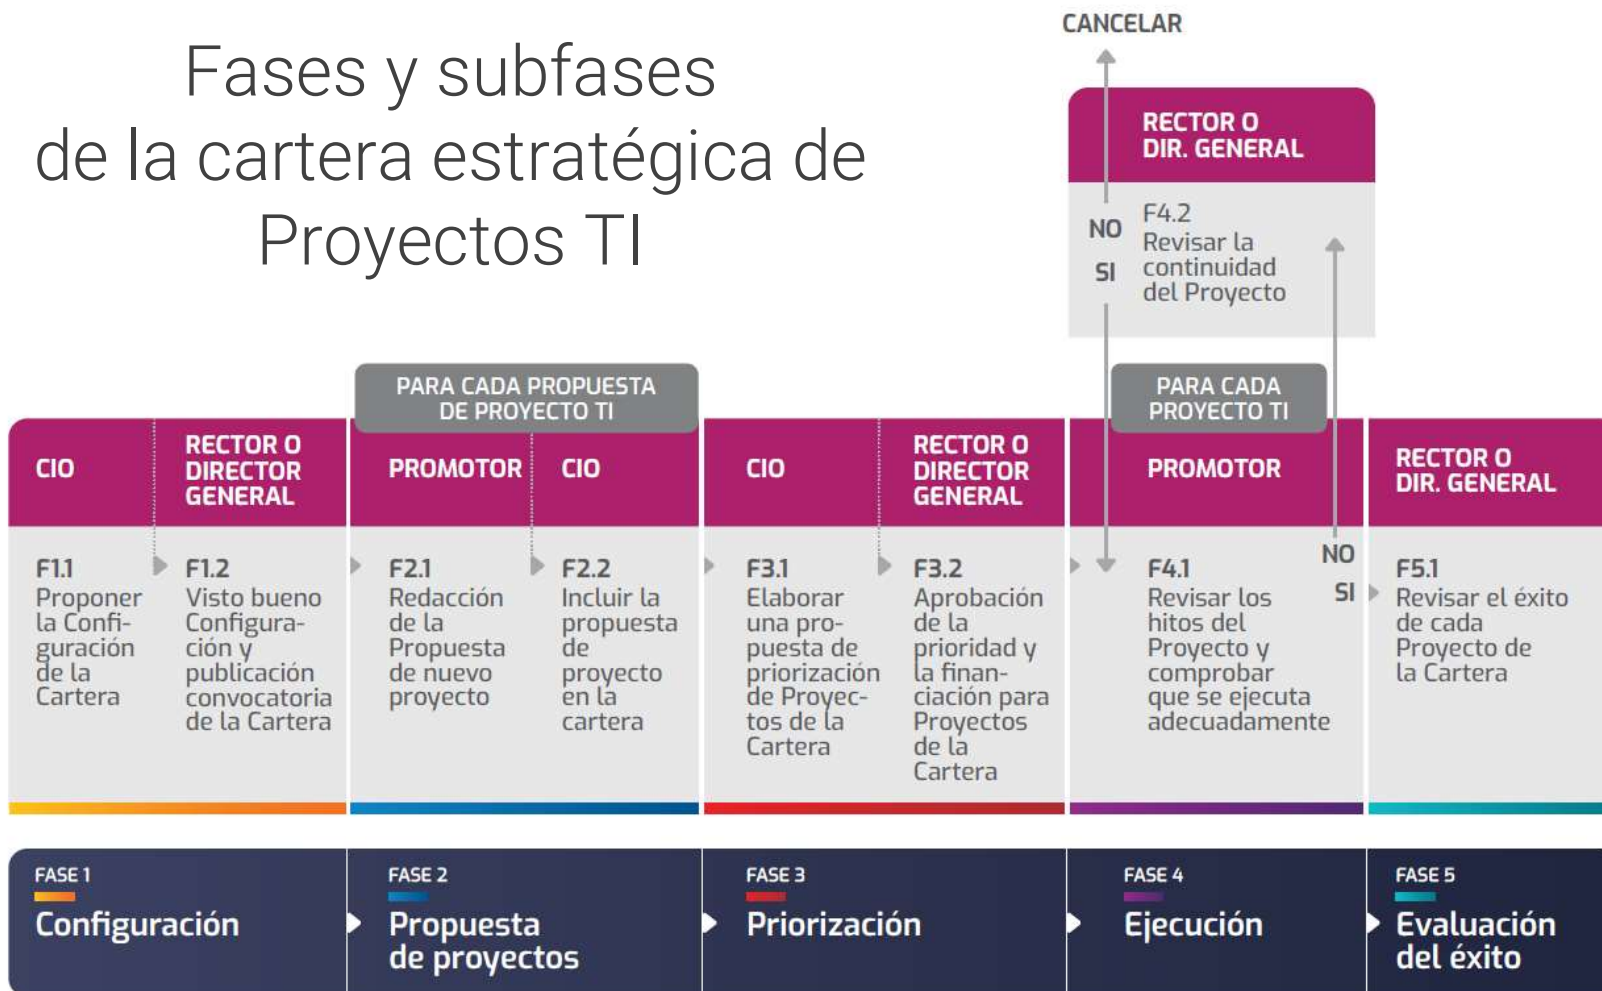 Fases y subfases
de la cartera estratégica de
Proyectos TI
CANCELAR
RECTOR O
DIR. GENERAL
NO
SI
F4.2
Revisar la
continuidad
del Proyecto
PARA CADA PROPUESTA
DE PROYECTO TI
PARA CADA
PROYECTO TI
CIO
RECTOR O
DIRECTOR
GENERAL
PROMOTOR
CIO
CIO
RECTOR O
DIRECTOR
GENERAL
PROMOTOR
RECTOR O
DIR. GENERAL
F1.1
Proponer
la Confi-
guración
de la
Cartera
F1.2
Visto bueno
Configura-
ción y
publicación
convocatoria
de la Cartera
F2.1
Redacción
de la
Propuesta
de nuevo
proyecto
F2.2
Incluir la
propuesta
de
proyecto
en la
cartera
F3.1
Elaborar
una pro-
puesta de
priorización
de Proyec-
tos de la
Cartera
F3.2
Aprobación
de la
prioridad y
la finan-
ciación para
Proyectos
de la
Cartera
F4.1
Revisar los
hitos del
Proyecto y
comprobar
que se ejecuta
adecuadamente
NO
SI
F5.1
Revisar el éxito
de cada
Proyecto de
la Cartera
FASE 1
Configuración
FASE 2
Propuesta
de proyectos
FASE 3
Priorización
FASE 4
Ejecución
FASE 5
Evaluación
del éxito